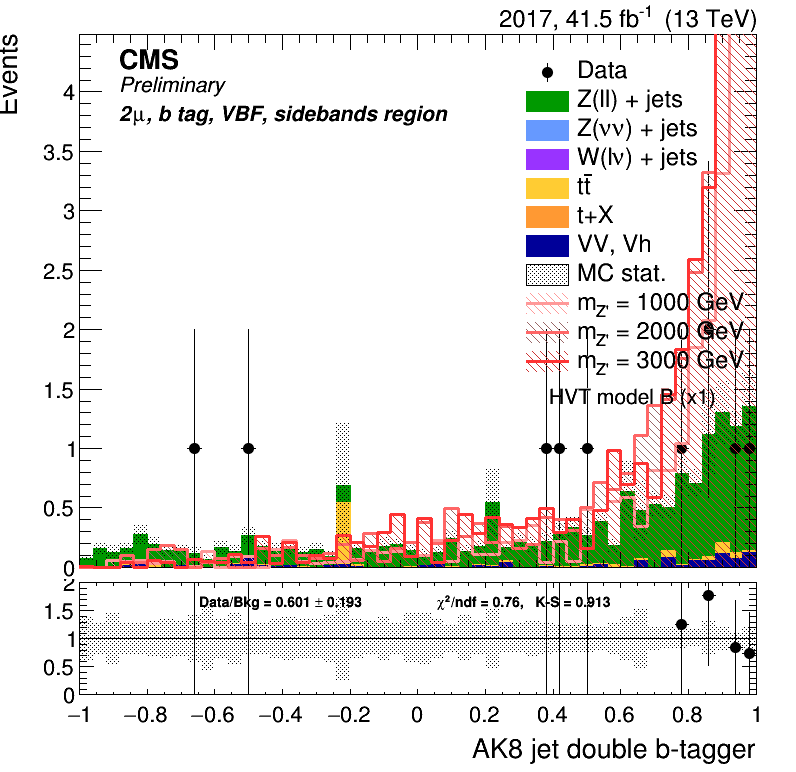 2017, 41.5 fb⁻¹ (13 TeV)
Events
CMS
Preliminary
2μ, b tag, VBF, sidebands region
Data
Z(ll) + jets
Z(νν) + jets
W(lν) + jets
tt̄
t+X
VV, Vh
MC stat.
m_Z' = 1000 GeV
m_Z' = 2000 GeV
m_Z' = 3000 GeV
HVT model B (x1)
4
3.5
3
2.5
2
1.5
1
0.5
0
Data/Bkg = 0.601 ± 0.193
χ²/ndf = 0.76, K-S = 0.913
2
1.5
1
0.5
0
−1 −0.8 −0.6 −0.4 −0.2 0 0.2 0.4 0.6 0.8 1
AK8 jet double b-tagger